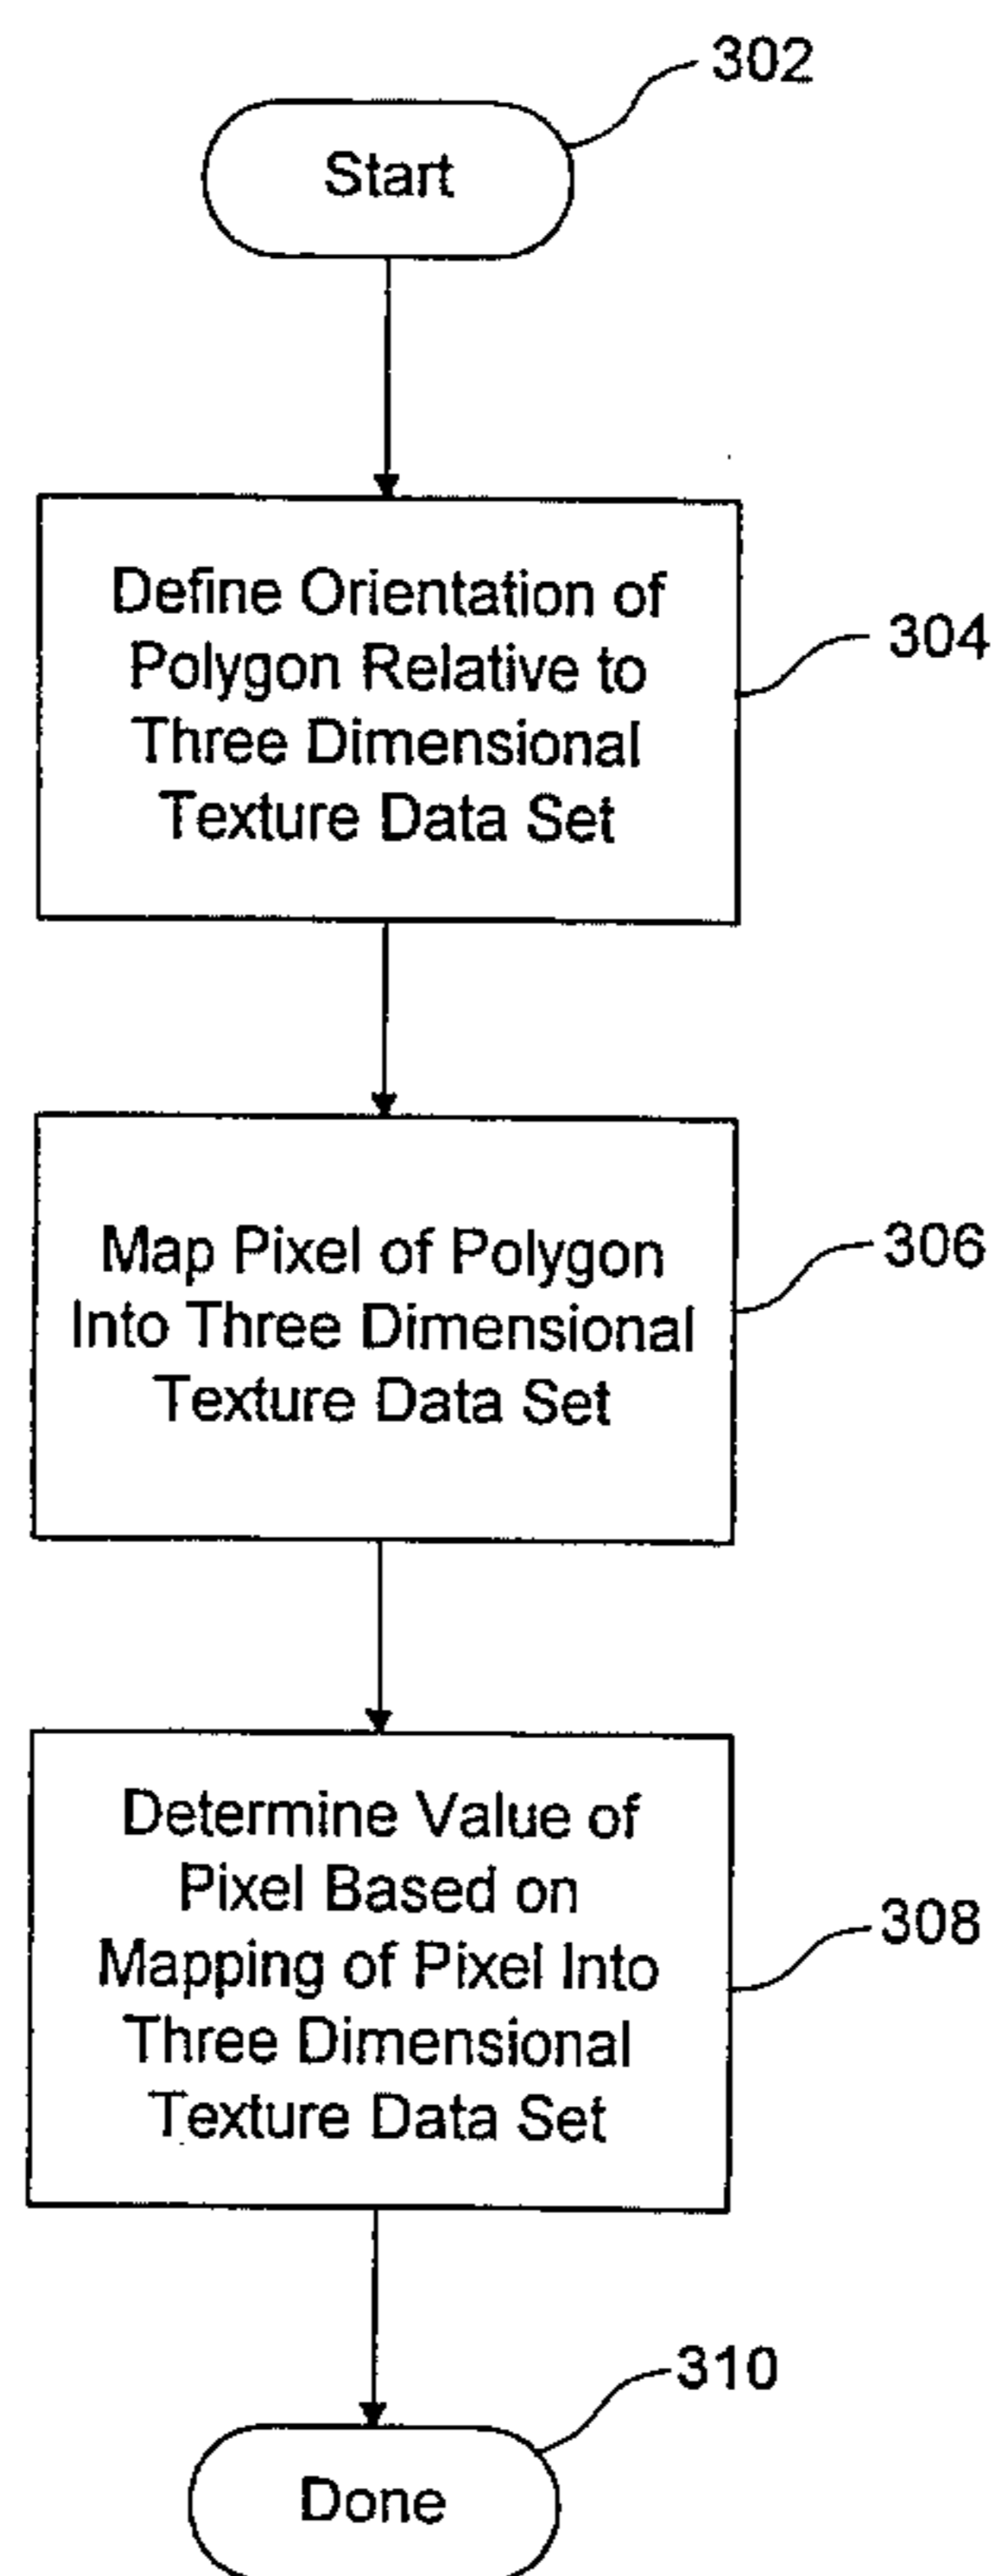 302
Start
Define Orientation of
Polygon Relative to
Three Dimensional
Texture Data Set
304
Map Pixel of Polygon
Into Three Dimensional
Texture Data Set
306
Determine Value of
Pixel Based on
Mapping of Pixel Into
Three Dimensional
Texture Data Set
308
310
Done